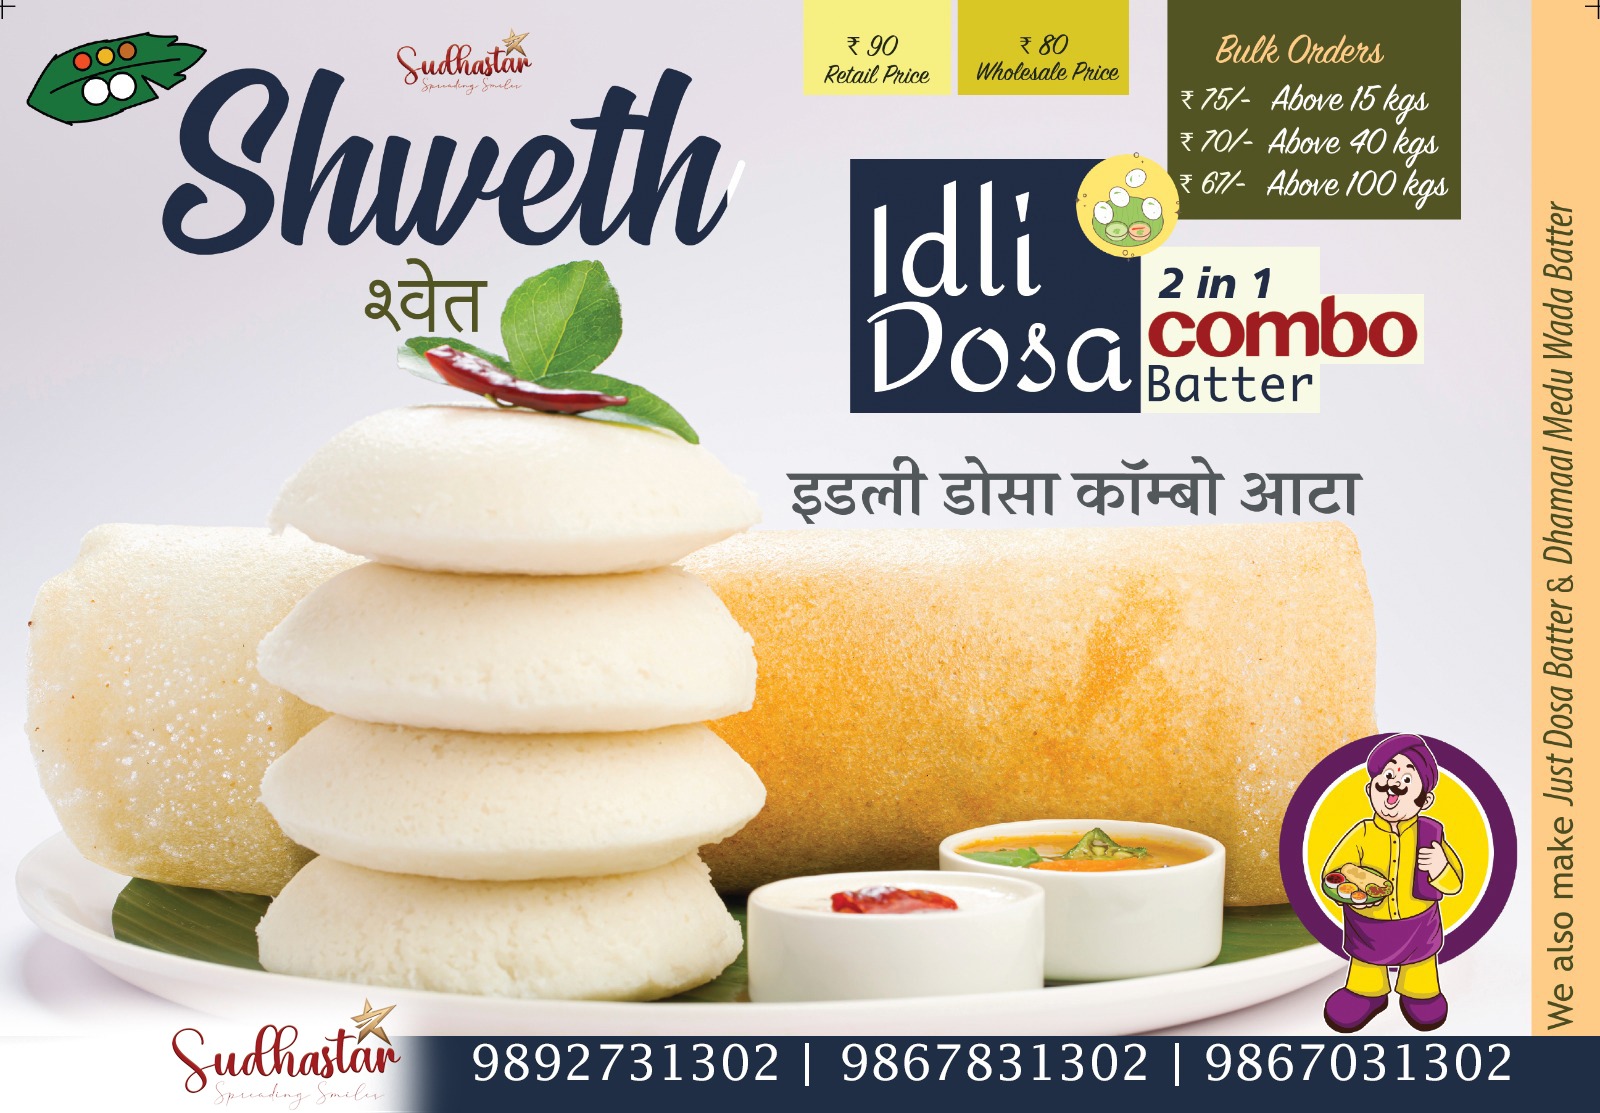 Sudhastar
Spreading Smiles
Shweth
श्वेत
₹ 90
Retail Price
₹ 80
Wholesale Price
Bulk Orders
₹ 75/- Above 15 kgs
₹ 70/- Above 40 kgs
₹ 67/- Above 100 kgs
Idli
Dosa
2 in 1
combo
Batter
इडली डोसा कॉम्बो आटा
We also make Just Dosa Batter & Dhamaal Medu Wada Batter
Sudhastar
Spreading Smiles
9892731302 | 9867831302 | 9867031302